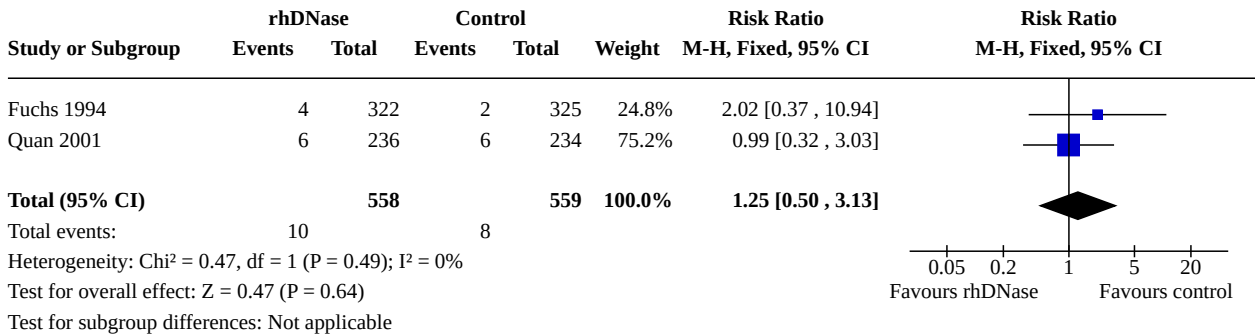 rhDNase Control Risk Ratio Risk Ratio
Study or Subgroup Events Total Events Total Weight M-H, Fixed, 95% CI M-H, Fixed, 95% CI
Fuchs 1994 4 322 2 325 24.8% 2.02 [0.37 , 10.94]
Quan 2001 6 236 6 234 75.2% 0.99 [0.32 , 3.03]
Total (95% CI) 558 559 100.0% 1.25 [0.50 , 3.13]
Total events: 10 8
Heterogeneity: Chi² = 0.47, df = 1 (P = 0.49); I² = 0%
0.05 0.2 1 5 20
Test for overall effect: Z = 0.47 (P = 0.64) Favours rhDNase Favours control
Test for subgroup differences: Not applicable